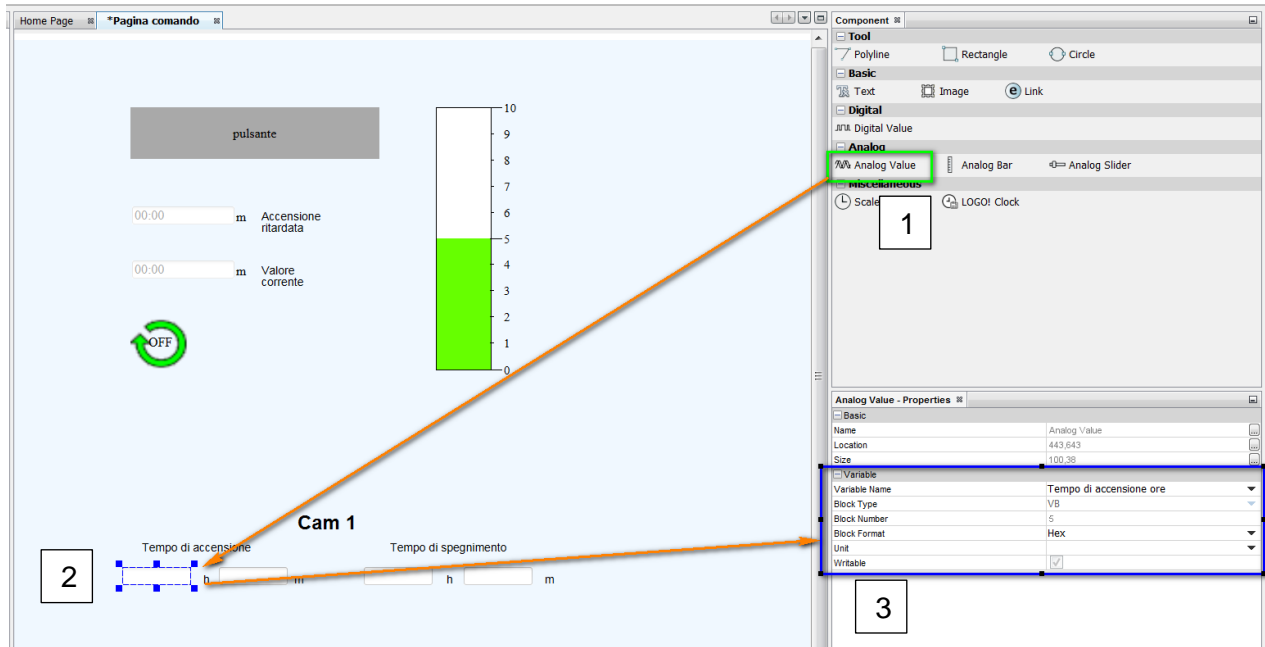 Home Page *Pagina comando
pulsante
00:00 m Accensione
ritardata
00:00 m Valore
corrente
OFF
10
9
8
7
6
5
4
3
2
1
0
Cam 1
Tempo di accensione Tempo di spegnimento
h m h m
2
Component
Tool
Polyline Rectangle Circle
Basic
Text Image Link
Digital
Digital Value
Analog
Analog Value Analog Bar Analog Slider
Miscellaneous
Scale LOGO! Clock
1
Analog Value - Properties
Basic
Name Analog Value ...
Location 443,643 ...
Size 100,38 ...
Variable
Variable Name Tempo di accensione ore
Block Type VB
Block Number 5
Block Format Hex
Unit
Writable
3